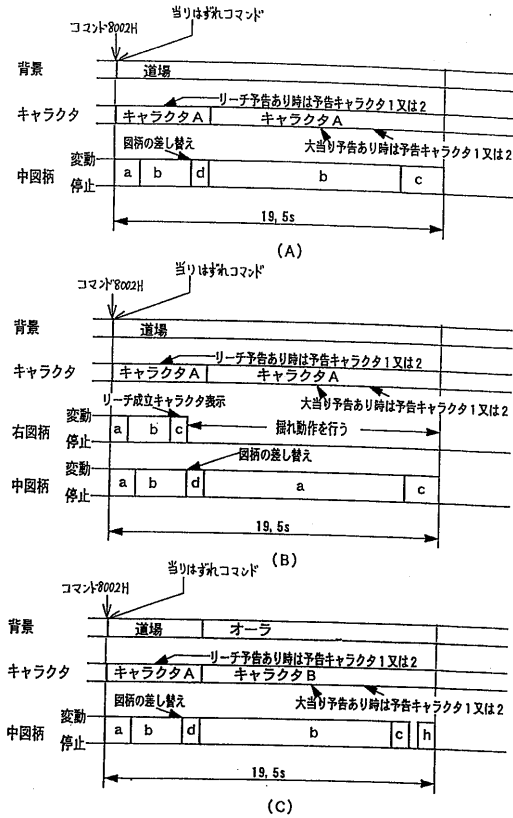 当りはずれコマンド
コマンド8002H
背景 道場
リーチ予告あり時は予告キャラクタ1又は2
キャラクタ キャラクタA キャラクタA
図柄の差し替え 大当り予告あり時は予告キャラクタ1又は2
変動
中図柄 a b d b c
停止
19,5s
(A)
当りはずれコマンド
コマンド8002H
背景 道場
リーチ予告あり時は予告キャラクタ1又は2
キャラクタ キャラクタA キャラクタA
リーチ成立キャラクタ表示 大当り予告あり時は予告キャラクタ1又は2
変動
右図柄 a b c 揺れ動作を行う
停止
図柄の差し替え
変動
中図柄 a b d a c
停止
19,5s
(B)
当りはずれコマンド
コマンド8002H
背景 道場 オーラ
リーチ予告あり時は予告キャラクタ1又は2
キャラクタ キャラクタA キャラクタB
図柄の差し替え 大当り予告あり時は予告キャラクタ1又は2
変動
中図柄 a b d b c h
停止
19,5s
(C)